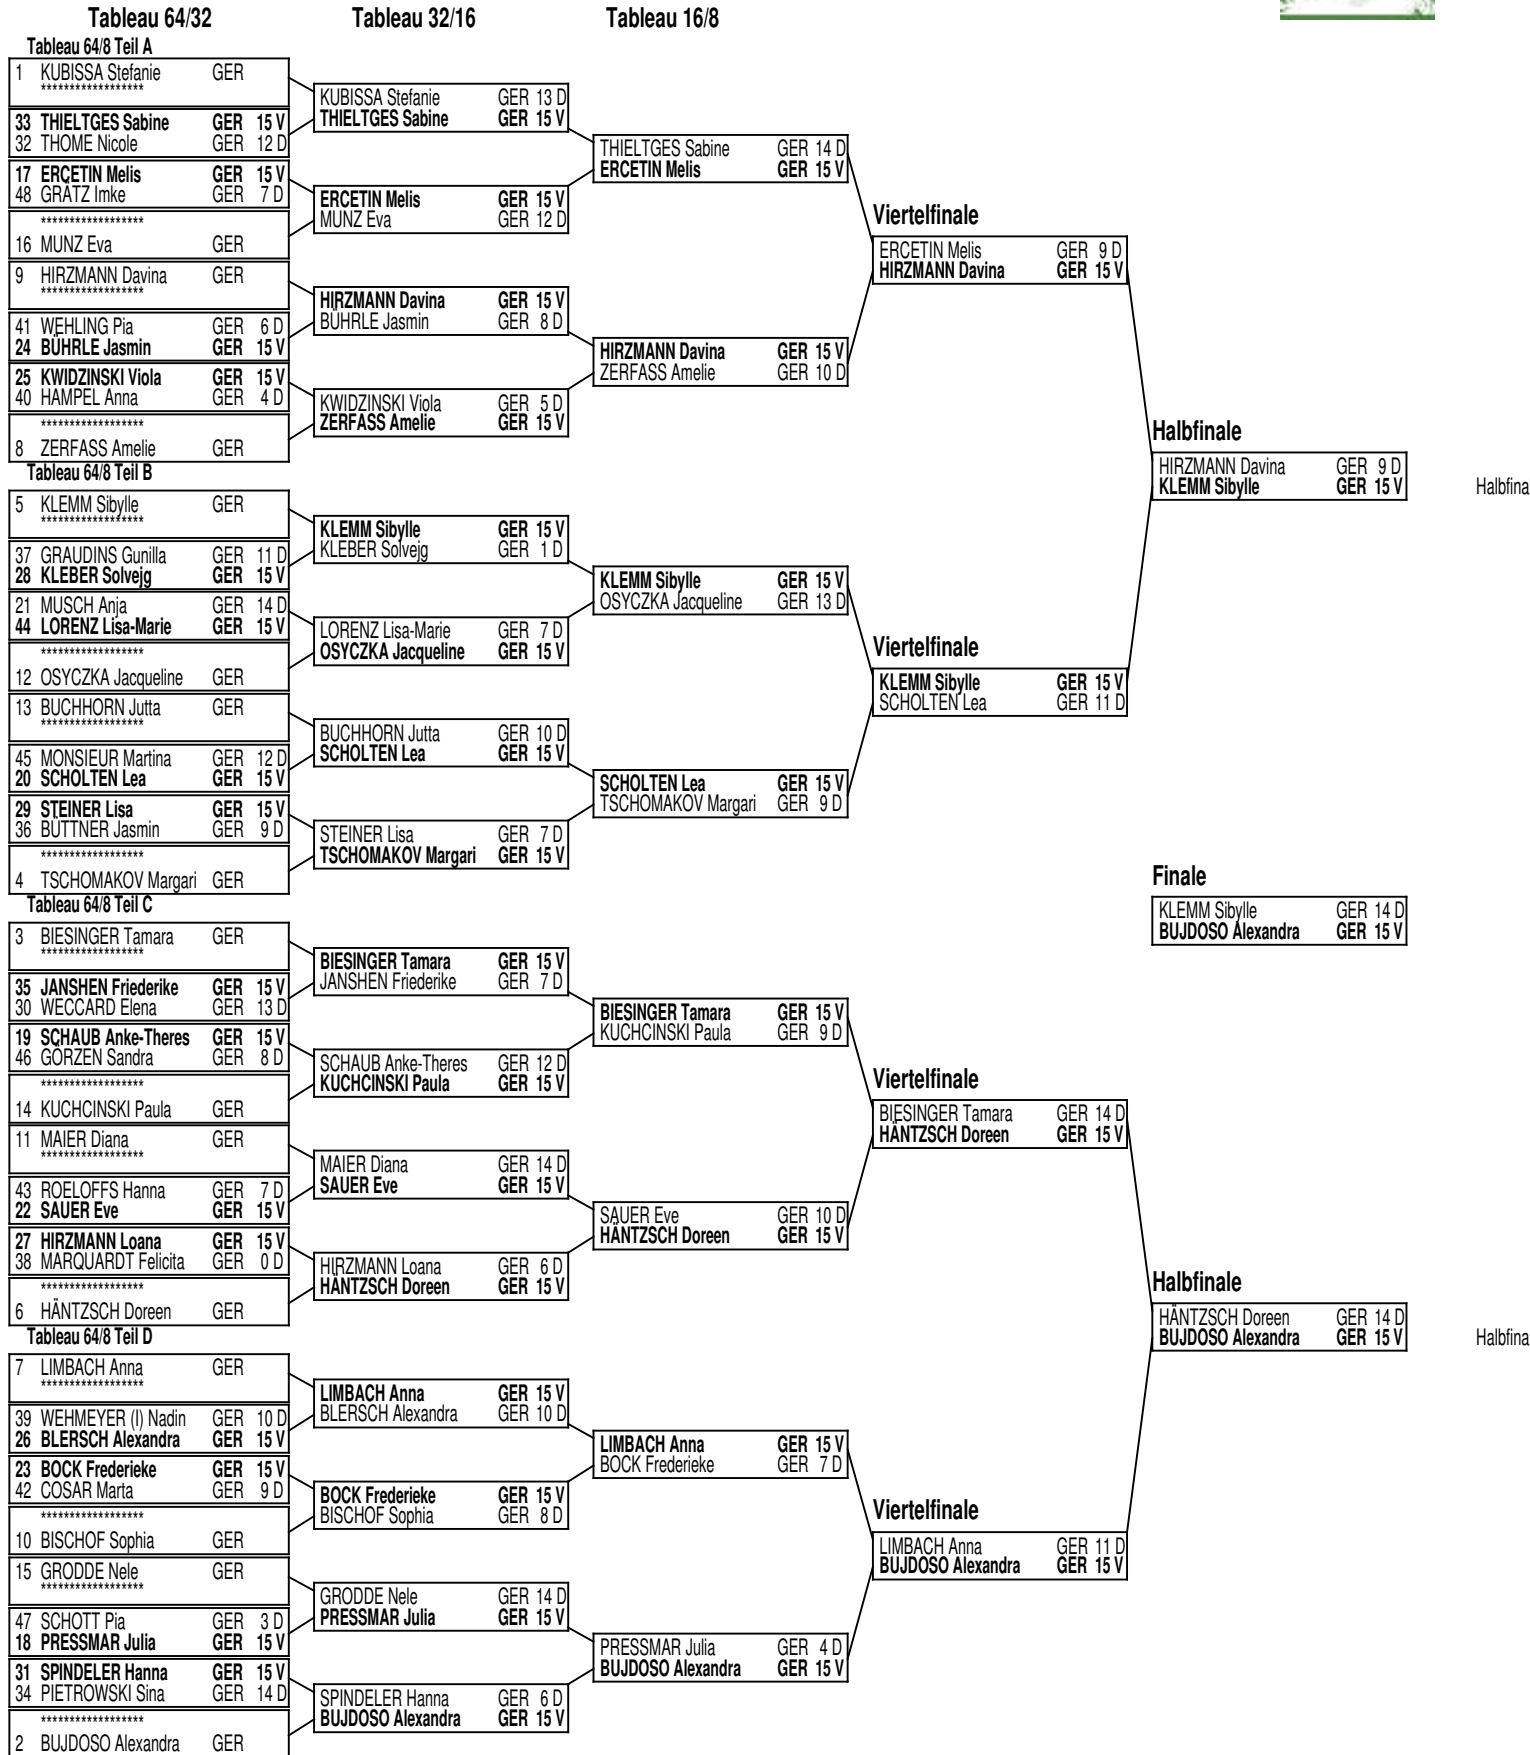 Tableau 64/32
Tableau 32/16
Tableau 16/8
Tableau 64/8 Teil A
1 KUBISSA Stefanie GER
******************
33 THIELTGES Sabine GER 15 V
32 THOME Nicole GER 12 D
17 ERCETIN Melis GER 15 V
48 GRÄTZ Imke GER 7 D
******************
16 MUNZ Eva GER
9 HIRZMANN Davina GER
******************
41 WEHLING Pia GER 6 D
24 BÜHRLE Jasmin GER 15 V
25 KWIDZINSKI Viola GER 15 V
40 HAMPEL Anna GER 4 D
******************
8 ZERFASS Amelie GER
Tableau 64/8 Teil B
5 KLEMM Sibylle GER
******************
37 GRAUDINS Gunilla GER 11 D
28 KLEBER Solvejg GER 15 V
21 MUSCH Anja GER 14 D
44 LORENZ Lisa-Marie GER 15 V
******************
12 OSYCZKA Jacqueline GER
13 BUCHHORN Jutta GER
******************
45 MONSIEUR Martina GER 12 D
20 SCHOLTEN Lea GER 15 V
29 STEINER Lisa GER 15 V
36 BÜTTNER Jasmin GER 9 D
******************
4 TSCHOMAKOV Margari GER
Tableau 64/8 Teil C
3 BIESINGER Tamara GER
******************
35 JANSHEN Friederike GER 15 V
30 WECCARD Elena GER 13 D
19 SCHAUB Anke-Theres GER 15 V
46 GÖRZEN Sandra GER 8 D
******************
14 KUCHCINSKI Paula GER
11 MAIER Diana GER
******************
43 ROELOFFS Hanna GER 7 D
22 SAUER Eve GER 15 V
27 HIRZMANN Loana GER 15 V
38 MARQUARDT Felicita GER 0 D
******************
6 HÄNTZSCH Doreen GER
Tableau 64/8 Teil D
7 LIMBACH Anna GER
******************
39 WEHMEYER (I) Nadin GER 10 D
26 BLERSCH Alexandra GER 15 V
23 BOCK Frederieke GER 15 V
42 COSAR Marta GER 9 D
******************
10 BISCHOF Sophia GER
15 GRODDE Nele GER
******************
47 SCHOTT Pia GER 3 D
18 PRESSMAR Julia GER 15 V
31 SPINDELER Hanna GER 15 V
34 PIETROWSKI Sina GER 14 D
******************
2 BUJDOSO Alexandra GER
KUBISSA Stefanie GER 13 D
THIELTGES Sabine GER 15 V
ERCETIN Melis GER 15 V
MUNZ Eva GER 12 D
HIRZMANN Davina GER 15 V
BÜHRLE Jasmin GER 8 D
KWIDZINSKI Viola GER 5 D
ZERFASS Amelie GER 15 V
KLEMM Sibylle GER 15 V
KLEBER Solvejg GER 1 D
LORENZ Lisa-Marie GER 7 D
OSYCZKA Jacqueline GER 15 V
BUCHHORN Jutta GER 10 D
SCHOLTEN Lea GER 15 V
STEINER Lisa GER 7 D
TSCHOMAKOV Margari GER 15 V
BIESINGER Tamara GER 15 V
JANSHEN Friederike GER 7 D
SCHAUB Anke-Theres GER 12 D
KUCHCINSKI Paula GER 15 V
MAIER Diana GER 14 D
SAUER Eve GER 15 V
HIRZMANN Loana GER 6 D
HÄNTZSCH Doreen GER 15 V
LIMBACH Anna GER 15 V
BLERSCH Alexandra GER 10 D
BOCK Frederieke GER 15 V
BISCHOF Sophia GER 8 D
GRODDE Nele GER 14 D
PRESSMAR Julia GER 15 V
SPINDELER Hanna GER 6 D
BUJDOSO Alexandra GER 15 V
THIELTGES Sabine GER 14 D
ERCETIN Melis GER 15 V
HIRZMANN Davina GER 15 V
ZERFASS Amelie GER 10 D
KLEMM Sibylle GER 15 V
OSYCZKA Jacqueline GER 13 D
SCHOLTEN Lea GER 15 V
TSCHOMAKOV Margari GER 9 D
BIESINGER Tamara GER 15 V
KUCHCINSKI Paula GER 9 D
SAUER Eve GER 10 D
HÄNTZSCH Doreen GER 15 V
LIMBACH Anna GER 15 V
BOCK Frederieke GER 7 D
PRESSMAR Julia GER 4 D
BUJDOSO Alexandra GER 15 V
Viertelfinale
ERCETIN Melis GER 9 D
HIRZMANN Davina GER 15 V
Viertelfinale
KLEMM Sibylle GER 15 V
SCHOLTEN Lea GER 11 D
Viertelfinale
BIESINGER Tamara GER 14 D
HÄNTZSCH Doreen GER 15 V
Viertelfinale
LIMBACH Anna GER 11 D
BUJDOSO Alexandra GER 15 V
Halbfinale
HIRZMANN Davina GER 9 D
KLEMM Sibylle GER 15 V
Halbfina
Finale
KLEMM Sibylle GER 14 D
BUJDOSO Alexandra GER 15 V
Halbfinale
HÄNTZSCH Doreen GER 14 D
BUJDOSO Alexandra GER 15 V
Halbfina